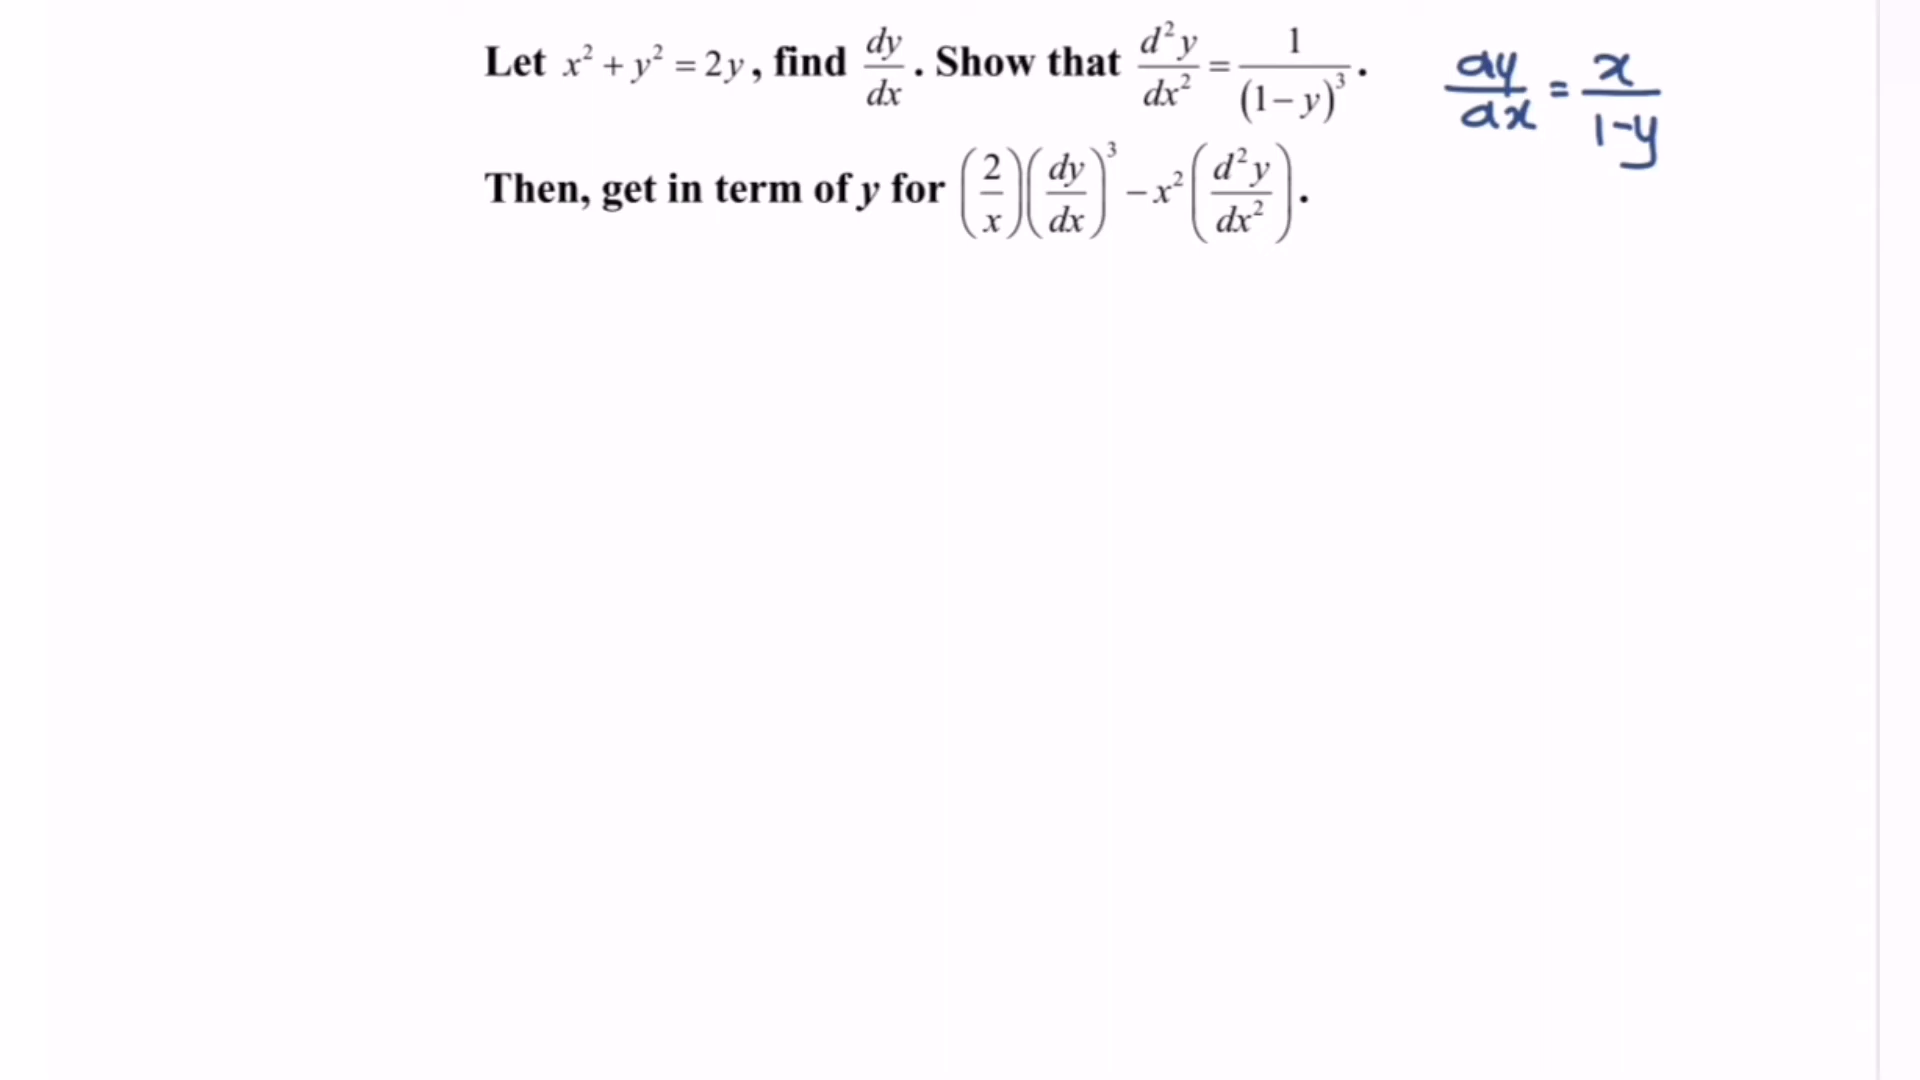 Let x² + y² = 2y, find dy/dx. Show that d²y/dx² = 1/(1−y)³. dy/dx = x/1-y
Then, get in term of y for (2/x)(dy/dx)³ − x²(d²y/dx²).